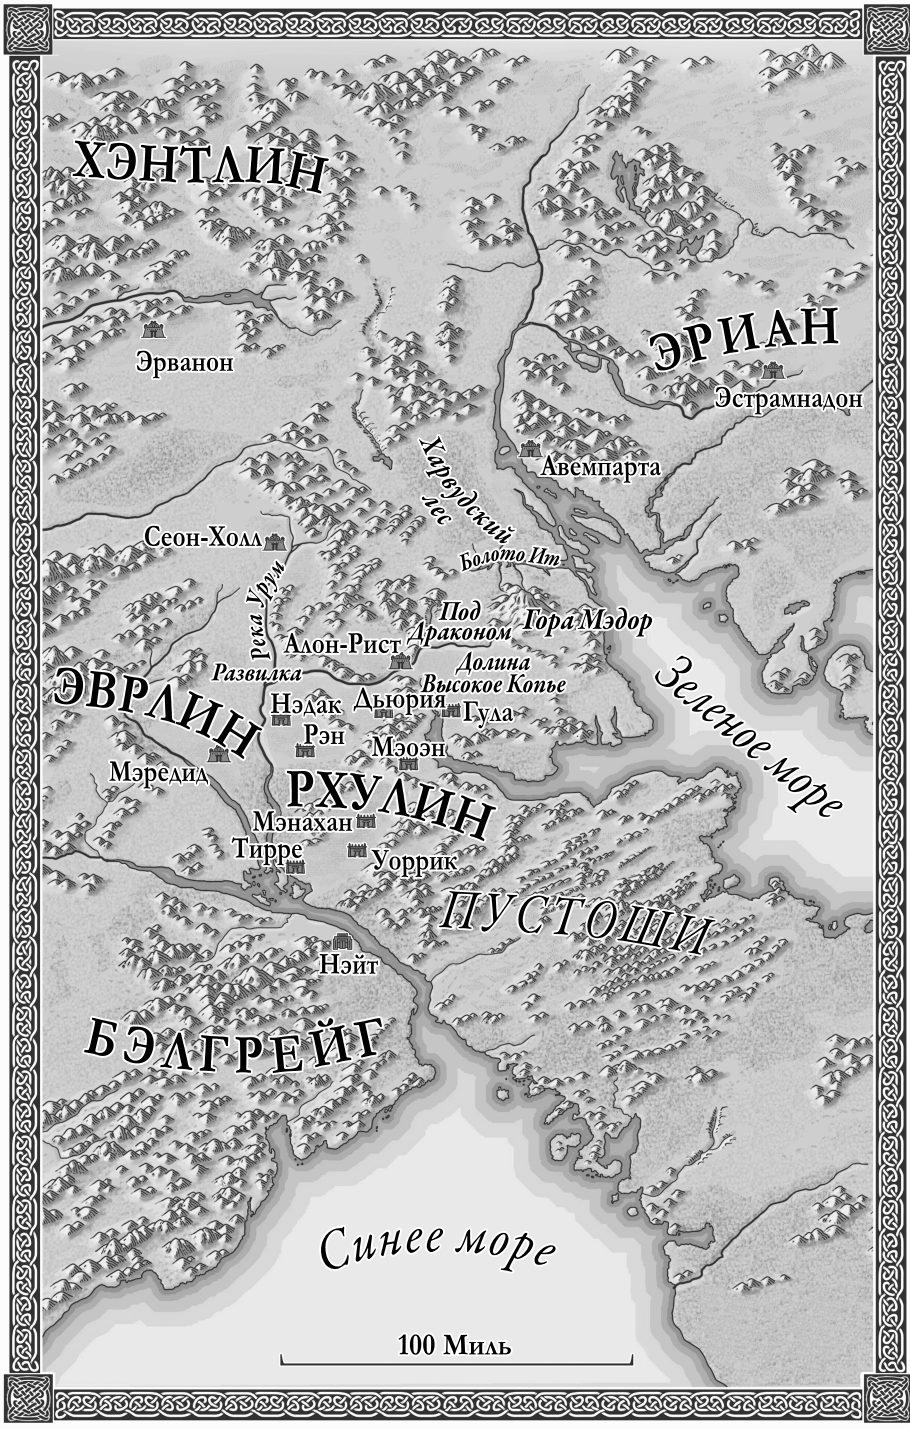 ХЭНТЛИН
ЭРИАН
Эрванон
Эстрамнадон
Авемпарта
Харвудский
лес
Сеон-Холл
Болото Ит
Река Урум
Под
Драконом
Гора Мэдор
Алон-Рист
Долина
Высокое Копье
Развилка
Зеленое море
ЭВРЛИН
Нэдак
Дьюрия
Гула
Рэн
Мэоэн
Мэредид
РХУЛИН
Мэнахан
Тирре
Уоррик
ПУСТОШИ
Нэйт
БЭЛГРЕЙГ
Синее море
100 Миль